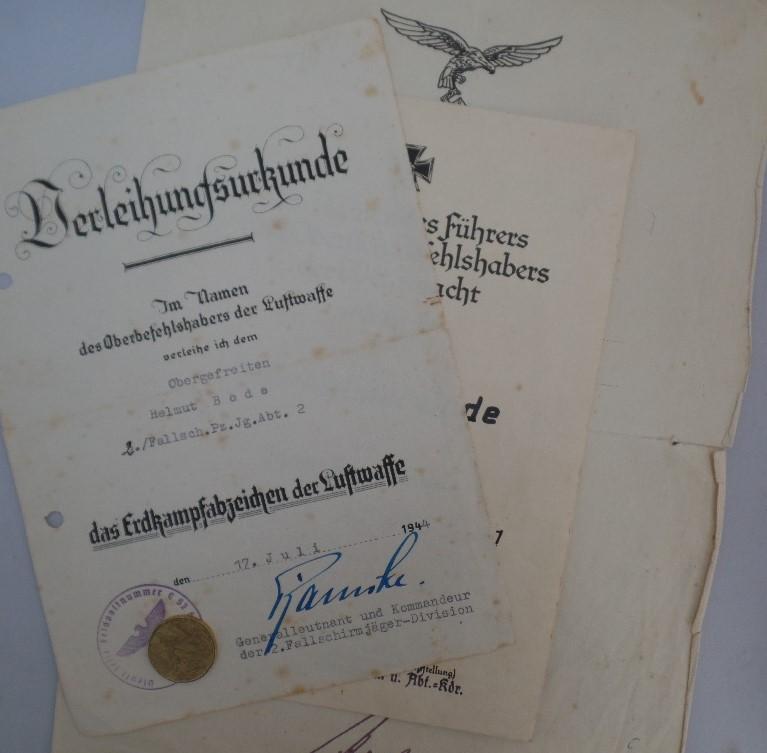 Verleihungsurkunde
Im Namen
des Oberbefehlshabers der Luftwaffe
verleihe ich dem
Obergefreiten
Helmut Bode
2./Fallsch.Pz.Jg.Abt. 2
das Erdkampfabzeichen der Luftwaffe
den 17. Juli 1944
Ramcke.
Generalleutnant und Kommandeur
der 2.Fallschirmjäger-Division
Feldpostnummer
es Führers
fehlshabers
acht
de
u. Abt.=Kdr.